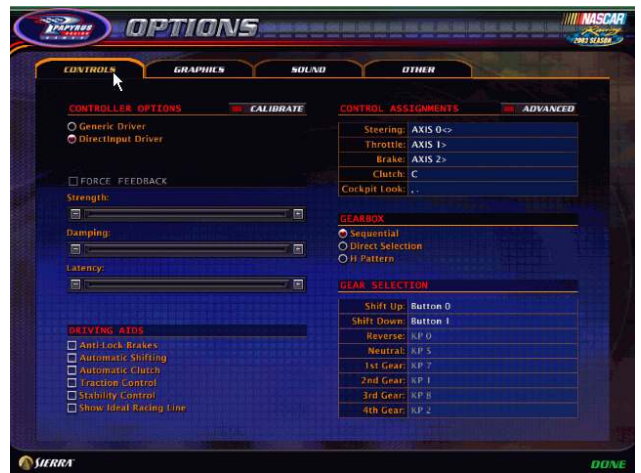 PAPYRUS
RACING
GAMES
OPTIONS
NASCAR
Racing
2003 SEASON
CONTROLS
GRAPHICS
SOUND
OTHER
CONTROLLER OPTIONS
CALIBRATE
Generic Driver
DirectInput Driver
FORCE FEEDBACK
Strength:
Damping:
Latency:
DRIVING AIDS
Anti-Lock Brakes
Automatic Shifting
Automatic Clutch
Traction Control
Stability Control
Show Ideal Racing Line
CONTROL ASSIGNMENTS
ADVANCED
Steering: AXIS 0<>
Throttle: AXIS 1>
Brake: AXIS 2>
Clutch: C
Cockpit Look: , .
GEARBOX
Sequential
Direct Selection
H Pattern
GEAR SELECTION
Shift Up: Button 0
Shift Down: Button 1
Reverse: KP 0
Neutral: KP 5
1st Gear: KP 7
2nd Gear: KP 1
3rd Gear: KP 8
4th Gear: KP 2
SIERRA
DONE